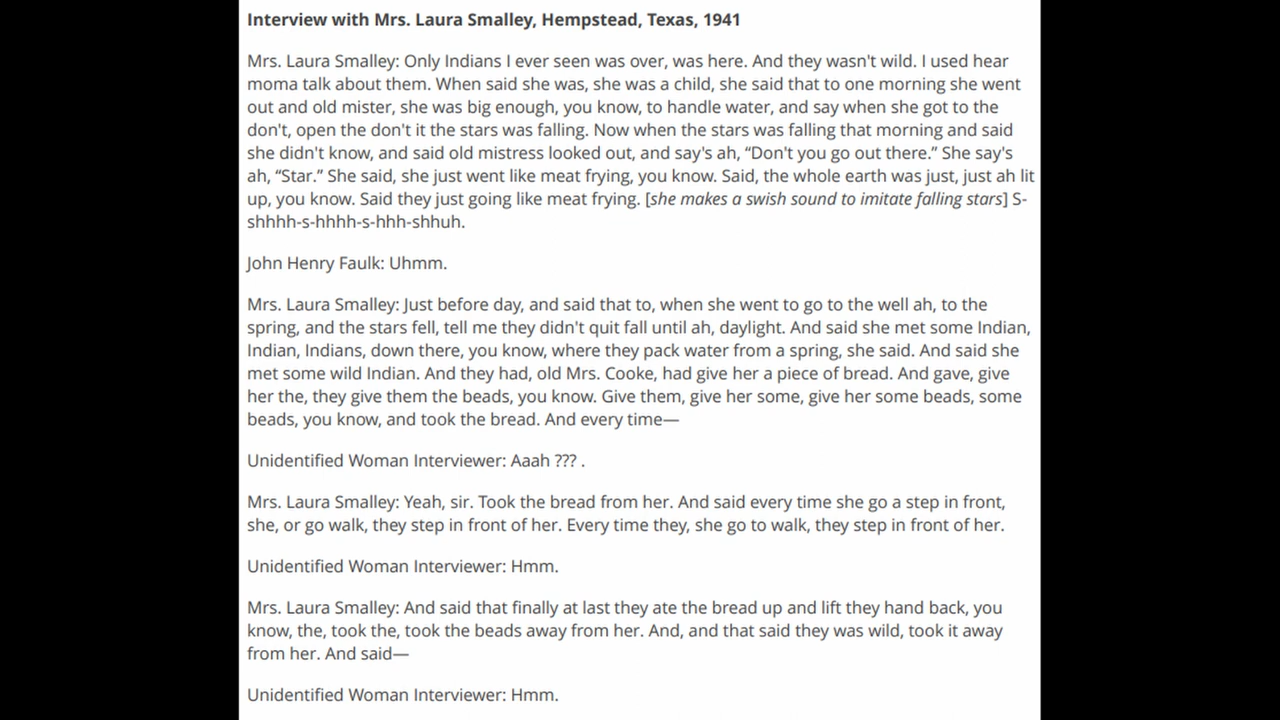 Interview with Mrs. Laura Smalley, Hempstead, Texas, 1941
Mrs. Laura Smalley: Only Indians I ever seen was over, was here. And they wasn't wild. I used hear
moma talk about them. When said she was, she was a child, she said that to one morning she went
out and old mister, she was big enough, you know, to handle water, and say when she got to the
don't, open the don't it the stars was falling. Now when the stars was falling that morning and said
she didn't know, and said old mistress looked out, and say's ah, “Don't you go out there.” She say's
ah, “Star.” She said, she just went like meat frying, you know. Said, the whole earth was just, just ah lit
up, you know. Said they just going like meat frying. [she makes a swish sound to imitate falling stars] S-
shhhh-s-hhhh-s-hhh-shhuh.
John Henry Faulk: Uhmm.
Mrs. Laura Smalley: Just before day, and said that to, when she went to go to the well ah, to the
spring, and the stars fell, tell me they didn't quit fall until ah, daylight. And said she met some Indian,
Indian, Indians, down there, you know, where they pack water from a spring, she said. And said she
met some wild Indian. And they had, old Mrs. Cooke, had give her a piece of bread. And gave, give
her the, they give them the beads, you know. Give them, give her some, give her some beads, some
beads, you know, and took the bread. And every time—
Unidentified Woman Interviewer: Aaah ??? .
Mrs. Laura Smalley: Yeah, sir. Took the bread from her. And said every time she go a step in front,
she, or go walk, they step in front of her. Every time they, she go to walk, they step in front of her.
Unidentified Woman Interviewer: Hmm.
Mrs. Laura Smalley: And said that finally at last they ate the bread up and lift they hand back, you
know, the, took the, took the beads away from her. And, and that said they was wild, took it away
from her. And said—
Unidentified Woman Interviewer: Hmm.